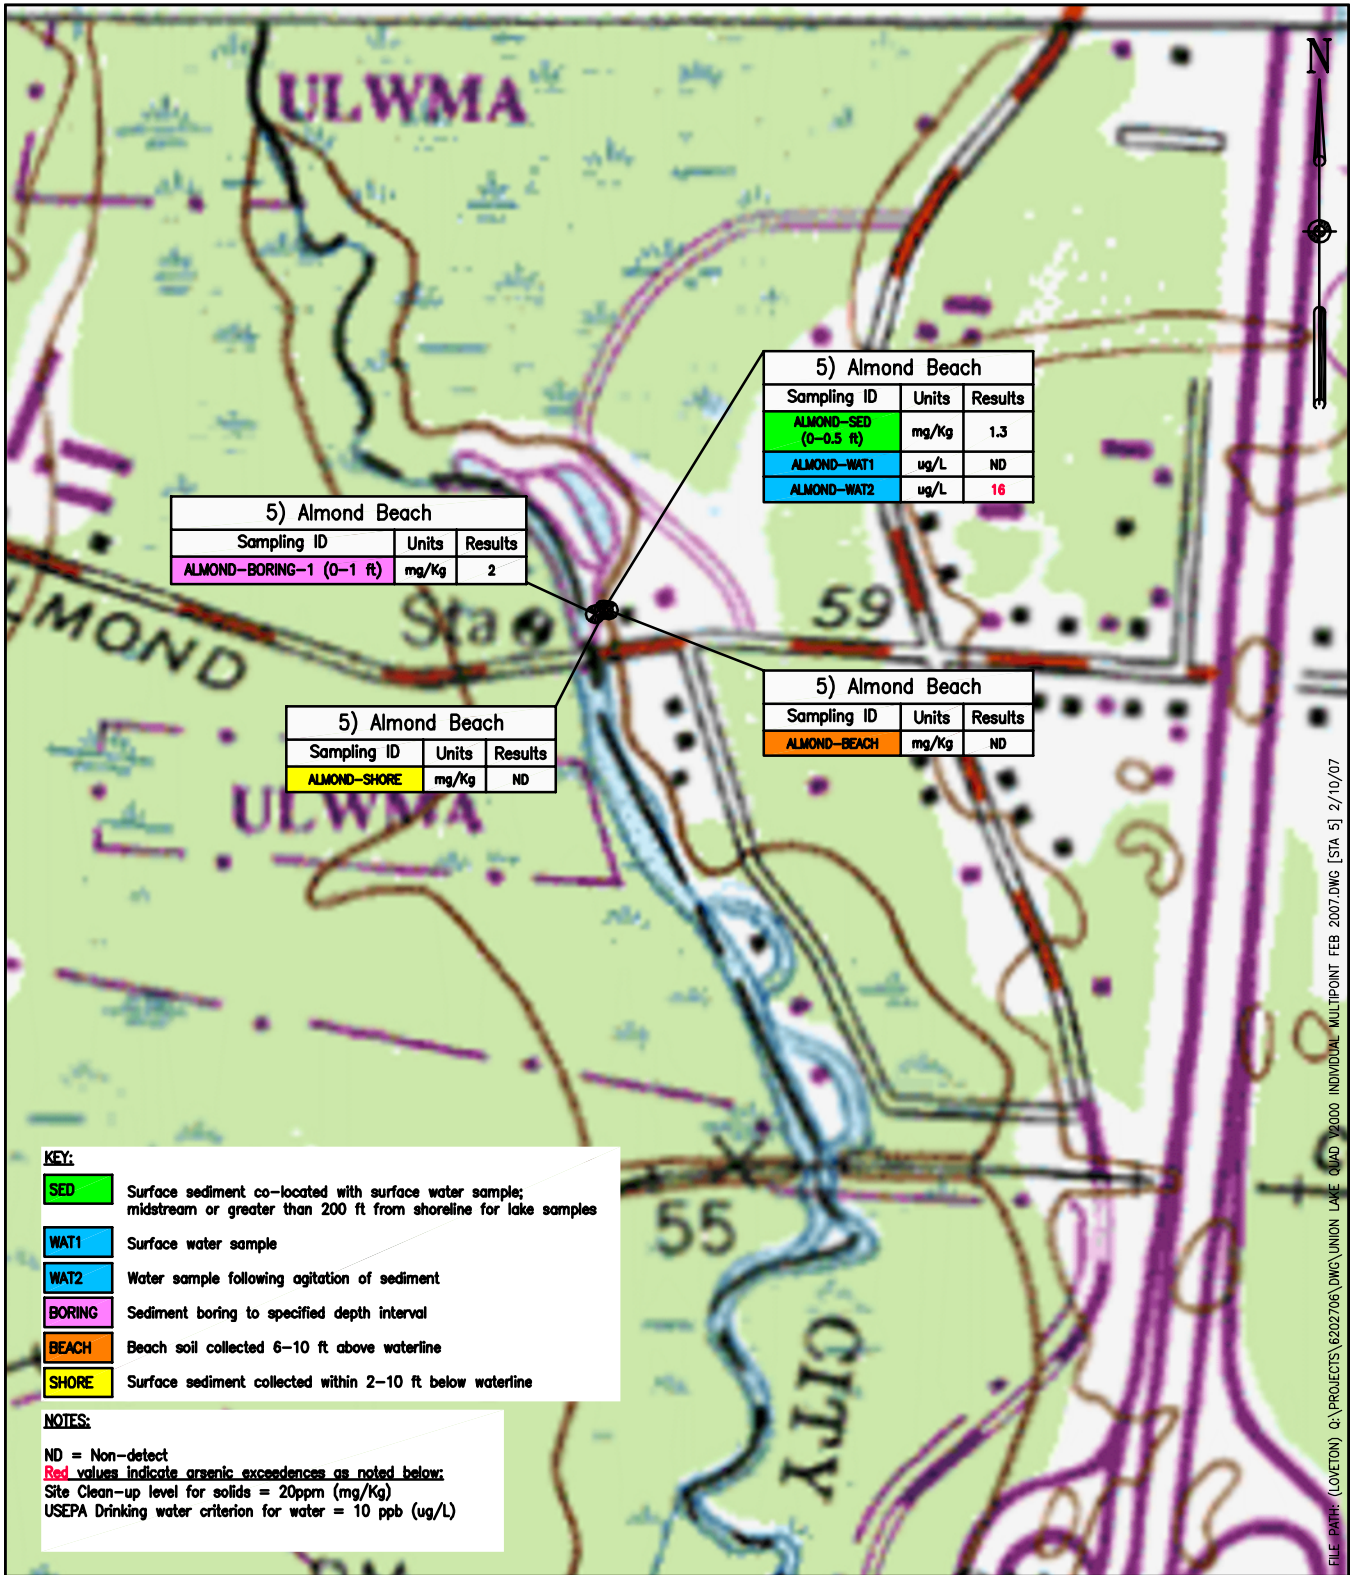 ULWMA
N
5) Almond Beach
Sampling ID Units Results
ALMOND-SED (0-0.5 ft) mg/Kg 1.3
ALMOND-WAT1 ug/L ND
ALMOND-WAT2 ug/L 16
5) Almond Beach
Sampling ID Units Results
ALMOND-BORING-1 (0-1 ft) mg/Kg 2
LMOND
Sta
59
5) Almond Beach
Sampling ID Units Results
ALMOND-BEACH mg/Kg ND
5) Almond Beach
Sampling ID Units Results
ALMOND-SHORE mg/Kg ND
ULWMA
55
CITY
KEY:
SED Surface sediment co-located with surface water sample;
midstream or greater than 200 ft from shoreline for lake samples
WAT1 Surface water sample
WAT2 Water sample following agitation of sediment
BORING Sediment boring to specified depth interval
BEACH Beach soil collected 6-10 ft above waterline
SHORE Surface sediment collected within 2-10 ft below waterline
NOTES:
ND = Non-detect
Red values indicate arsenic exceedences as noted below:
Site Clean-up level for solids = 20ppm (mg/Kg)
USEPA Drinking water criterion for water = 10 ppb (ug/L)
FILE PATH: (LOVETON) Q:\PROJECTS\6202706\DWG\UNION LAKE QUAD V2000 INDIVIDUAL MULTIPOINT FEB 2007.DWG [STA 5] 2/10/07